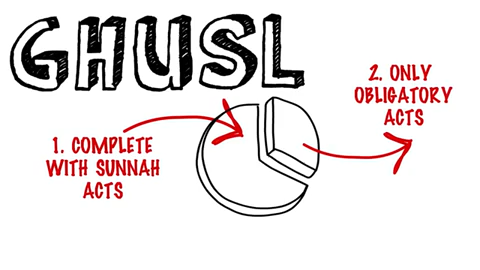 GHUSL
1. COMPLETE
WITH SUNNAH
ACTS
2. ONLY
OBLIGATORY
ACTS